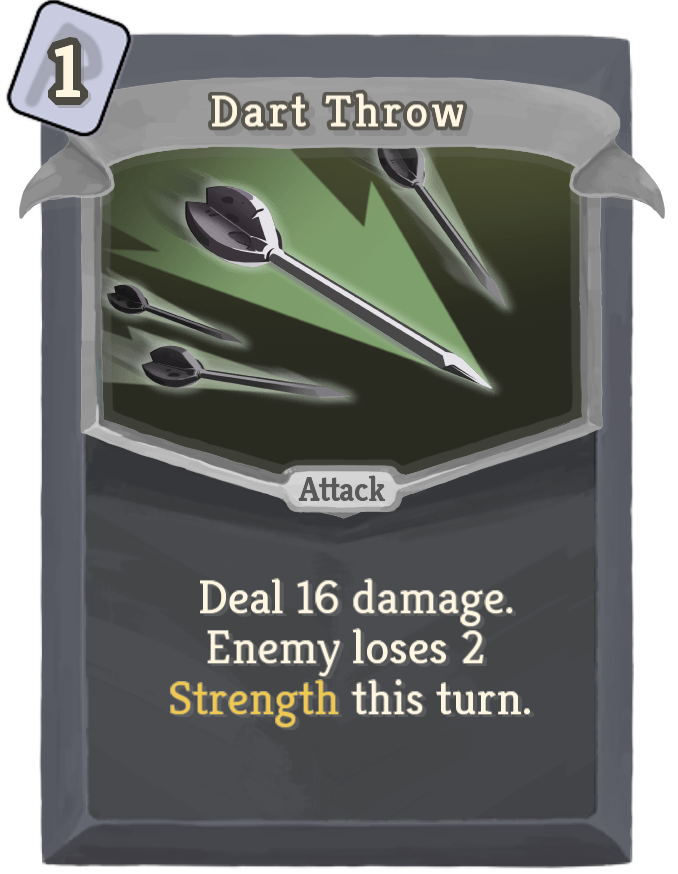 1
Dart Throw
Attack
Deal 16 damage.
Enemy loses 2
Strength this turn.